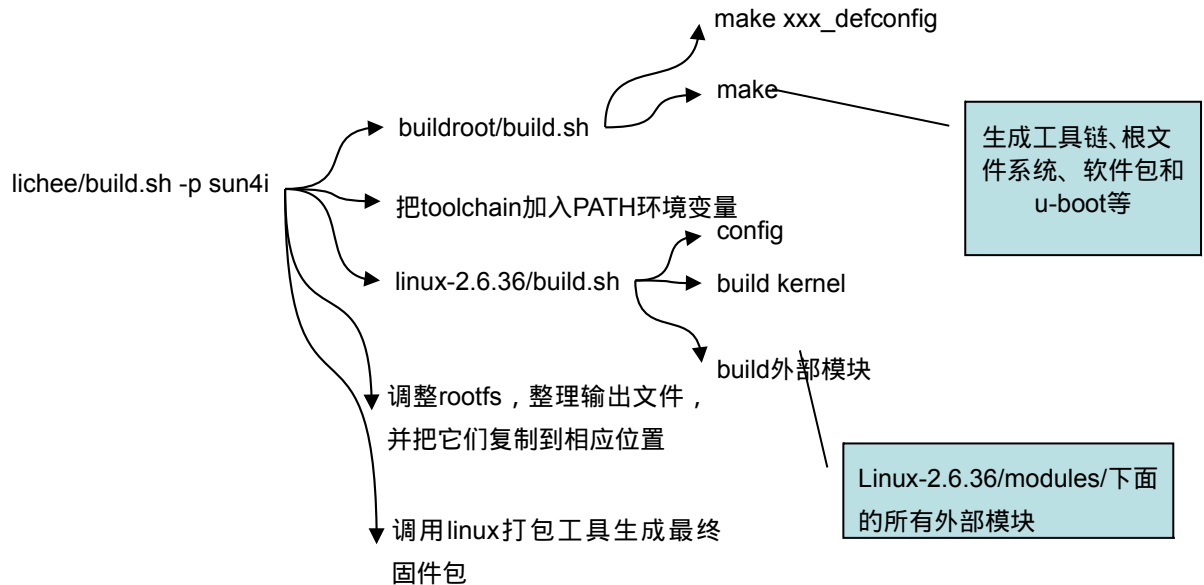 make xxx_defconfig
make
buildroot/build.sh
生成工具链、根文
件系统、软件包和
u-boot等
lichee/build.sh -p sun4i
把toolchain加入PATH环境变量
config
linux-2.6.36/build.sh
build kernel
build外部模块
调整rootfs，整理输出文件，
并把它们复制到相应位置
Linux-2.6.36/modules/下面
的所有外部模块
调用linux打包工具生成最终
固件包